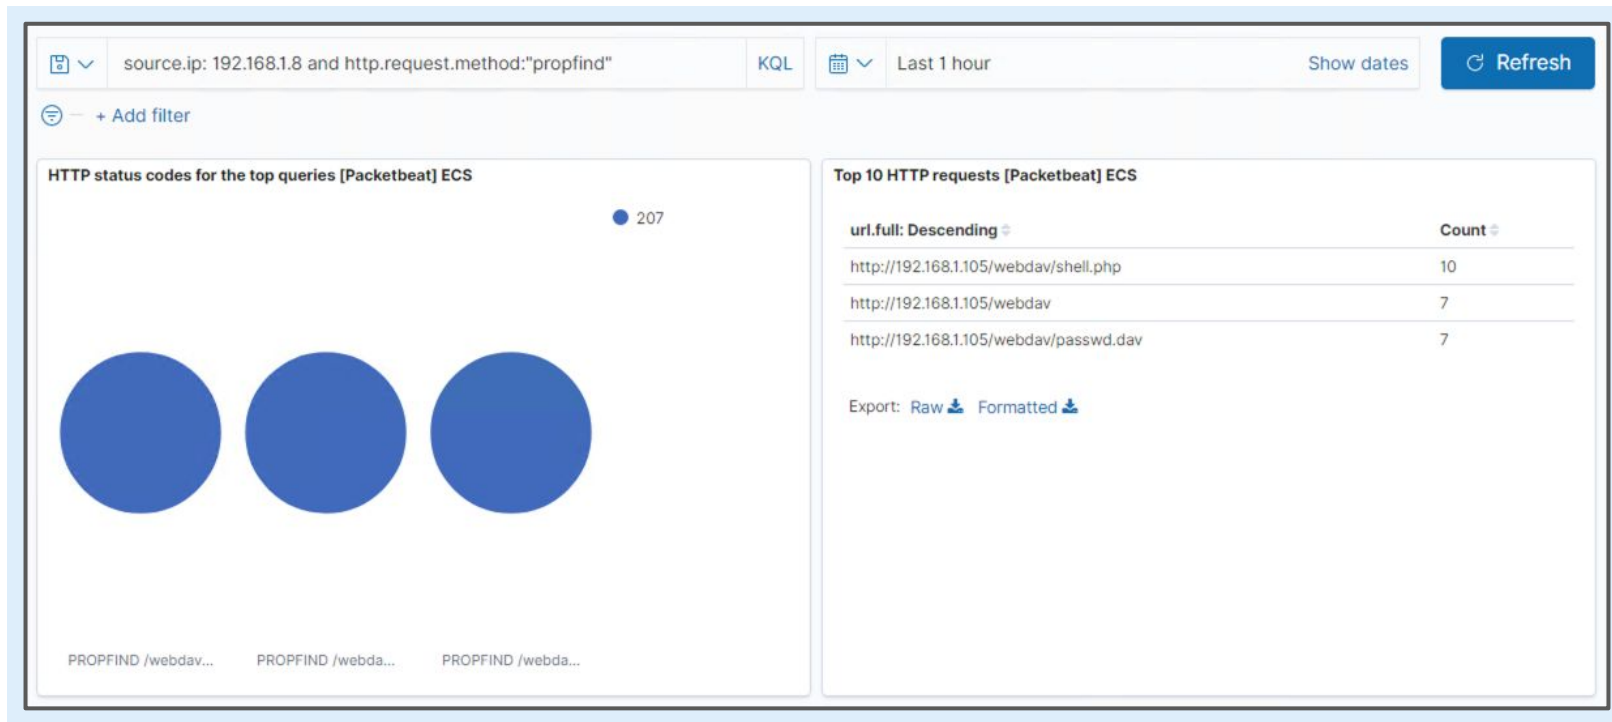 source.ip: 192.168.1.8 and http.request.method:"propfind" KQL Last 1 hour Show dates Refresh
+ Add filter
HTTP status codes for the top queries [Packetbeat] ECS
207
PROPFIND /webdav... PROPFIND /webda... PROPFIND /webda...
Top 10 HTTP requests [Packetbeat] ECS
url.full: Descending Count
http://192.168.1.105/webdav/shell.php 10
http://192.168.1.105/webdav 7
http://192.168.1.105/webdav/passwd.dav 7
Export: Raw Formatted